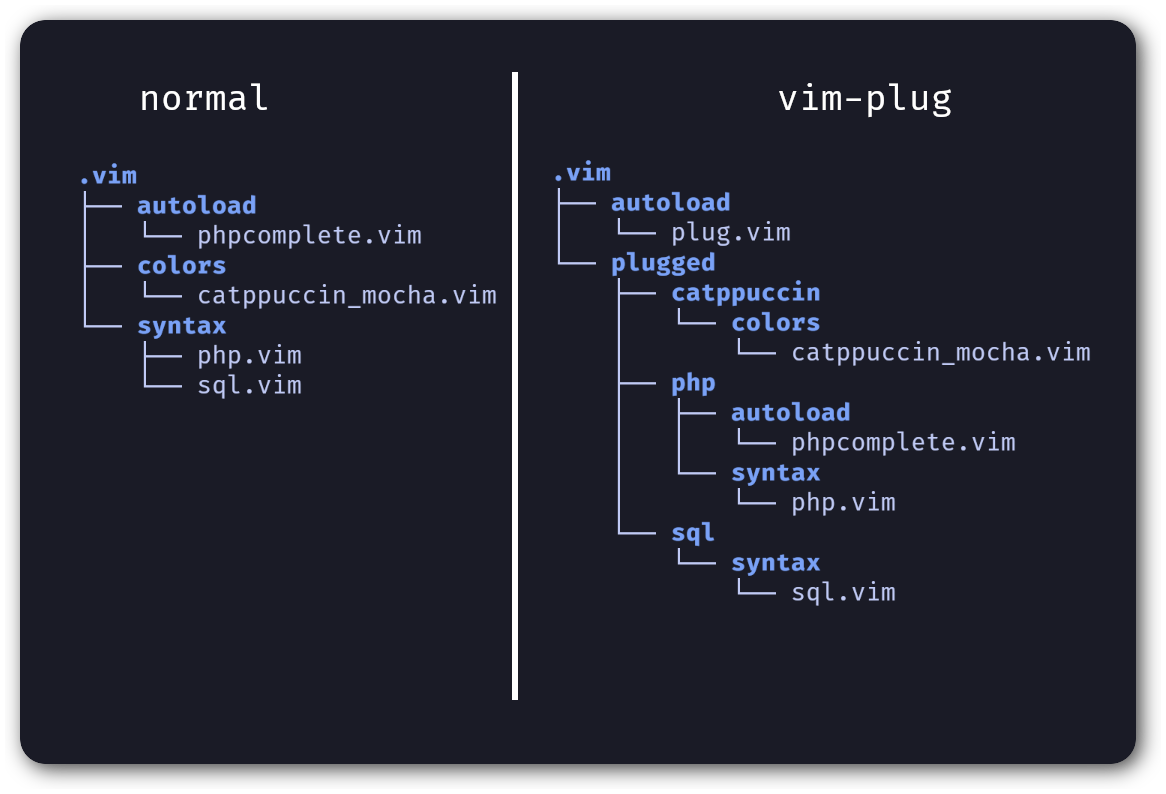 normal
.vim
├── autoload
│   └── phpcomplete.vim
├── colors
│   └── catppuccin_mocha.vim
└── syntax
    ├── php.vim
    └── sql.vim
vim-plug
.vim
├── autoload
│   └── plug.vim
└── plugged
    ├── catppuccin
    │   └── colors
    │       └── catppuccin_mocha.vim
    ├── php
    │   ├── autoload
    │   │   └── phpcomplete.vim
    │   └── syntax
    │       └── php.vim
    └── sql
        └── syntax
            └── sql.vim